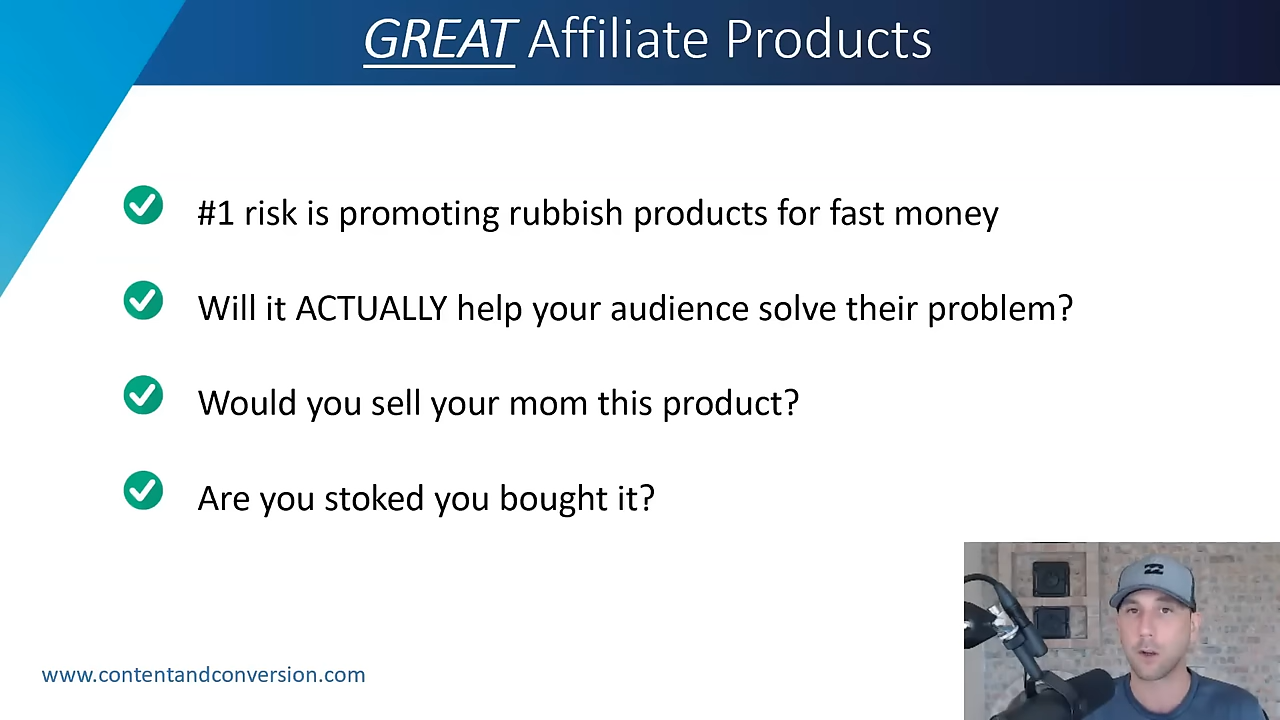 GREAT Affiliate Products
#1 risk is promoting rubbish products for fast money
Will it ACTUALLY help your audience solve their problem?
Would you sell your mom this product?
Are you stoked you bought it?
www.contentandconversion.com